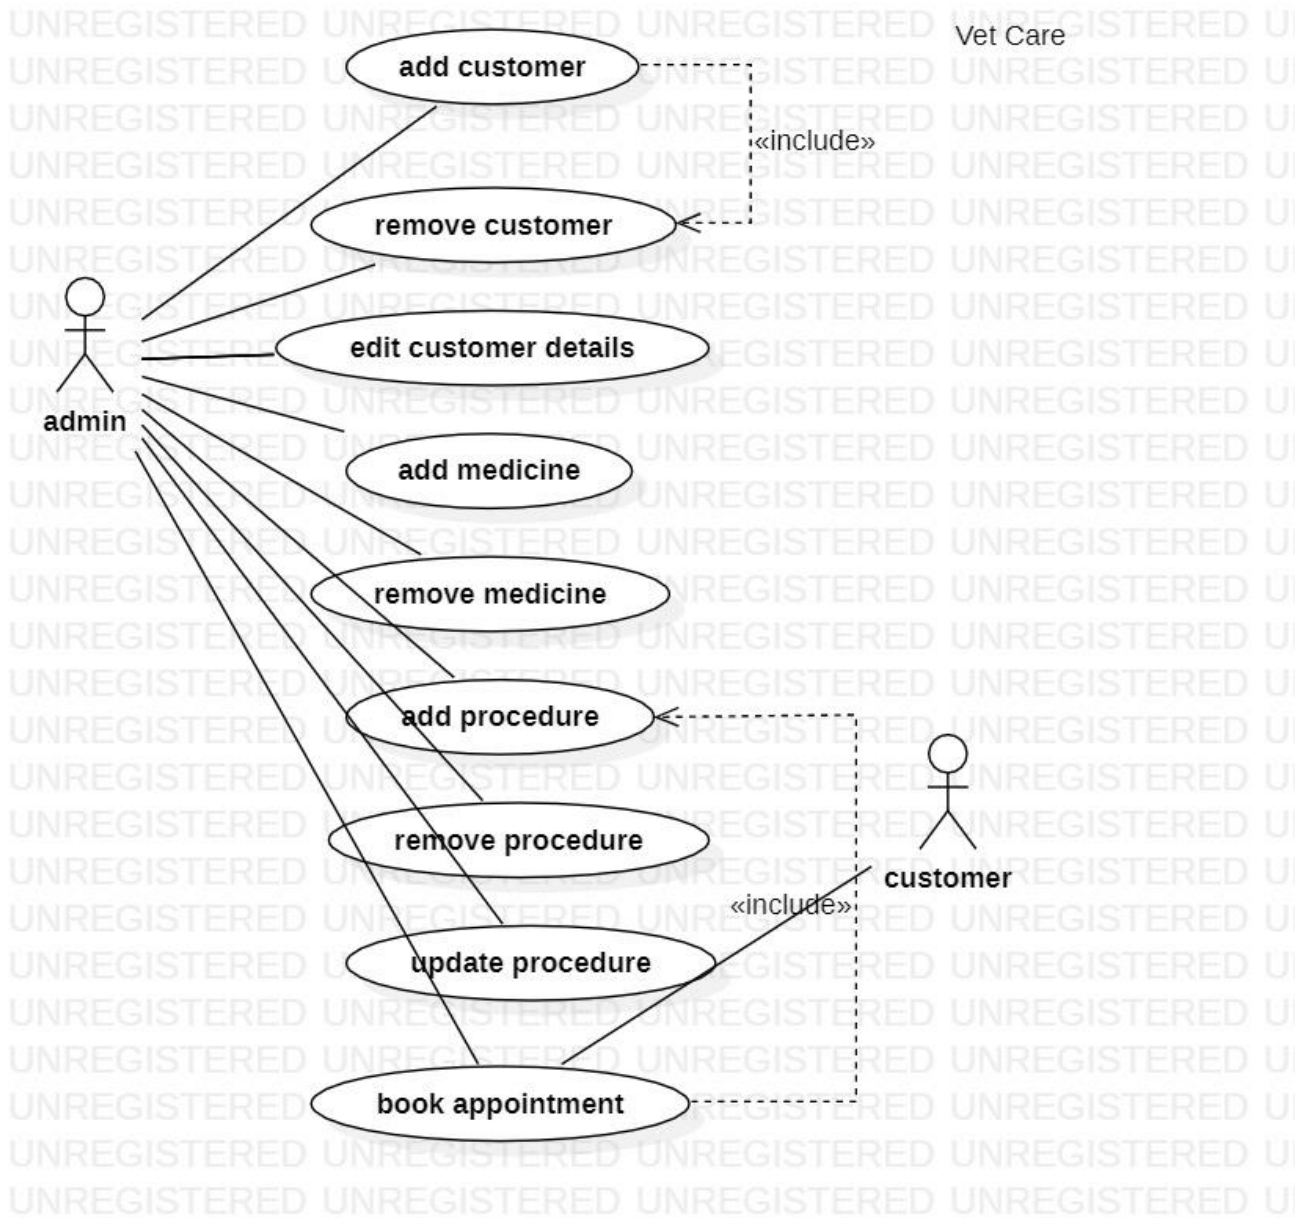 Vet Care
add customer
«include»
remove customer
edit customer details
admin
add medicine
remove medicine
add procedure
remove procedure
customer
«include»
update procedure
book appointment
UNREGISTERED